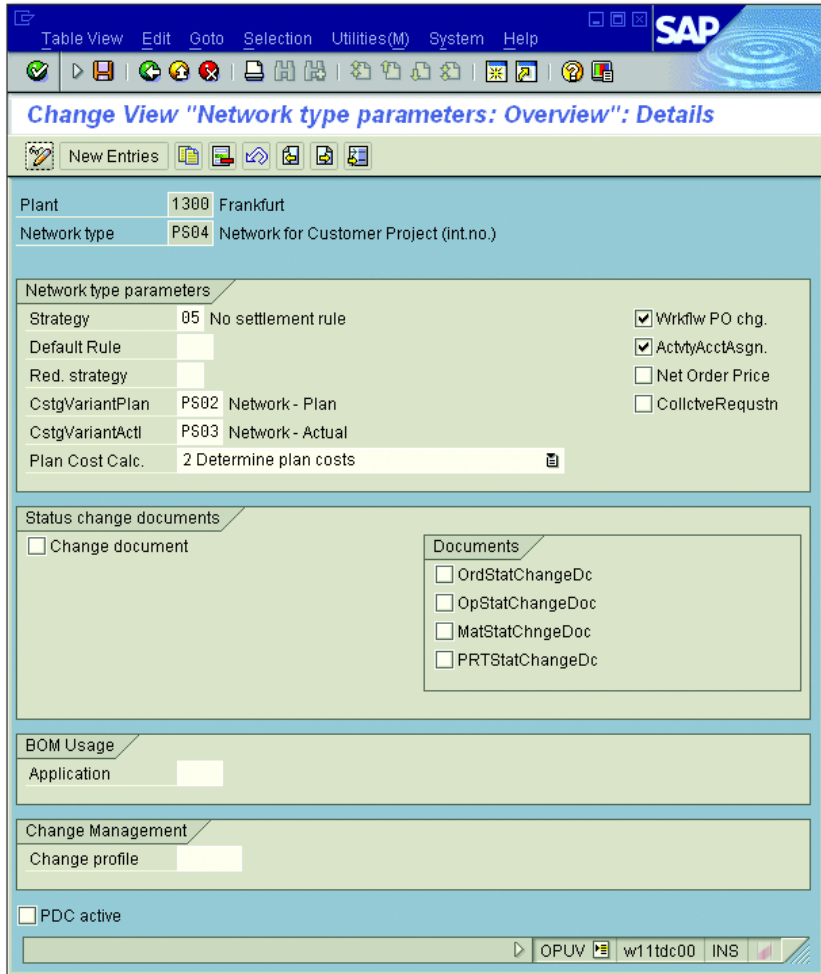 SAP
Table View Edit Goto Selection Utilities(M) System Help
Change View "Network type parameters: Overview": Details
New Entries
Plant 1300 Frankfurt
Network type PS04 Network for Customer Project (int.no.)
Network type parameters
Strategy 05 No settlement rule Wrkflw PO chg.
Default Rule ActvtyAcctAsgn.
Red. strategy Net Order Price
CstgVariantPlan PS02 Network - Plan CollctveRequstn
CstgVariantActl PS03 Network - Actual
Plan Cost Calc. 2 Determine plan costs
Status change documents
Change document Documents
OrdStatChangeDc
OpStatChangeDoc
MatStatChngeDoc
PRTStatChangeDc
BOM Usage
Application
Change Management
Change profile
PDC active
OPUV w11tdc00 INS